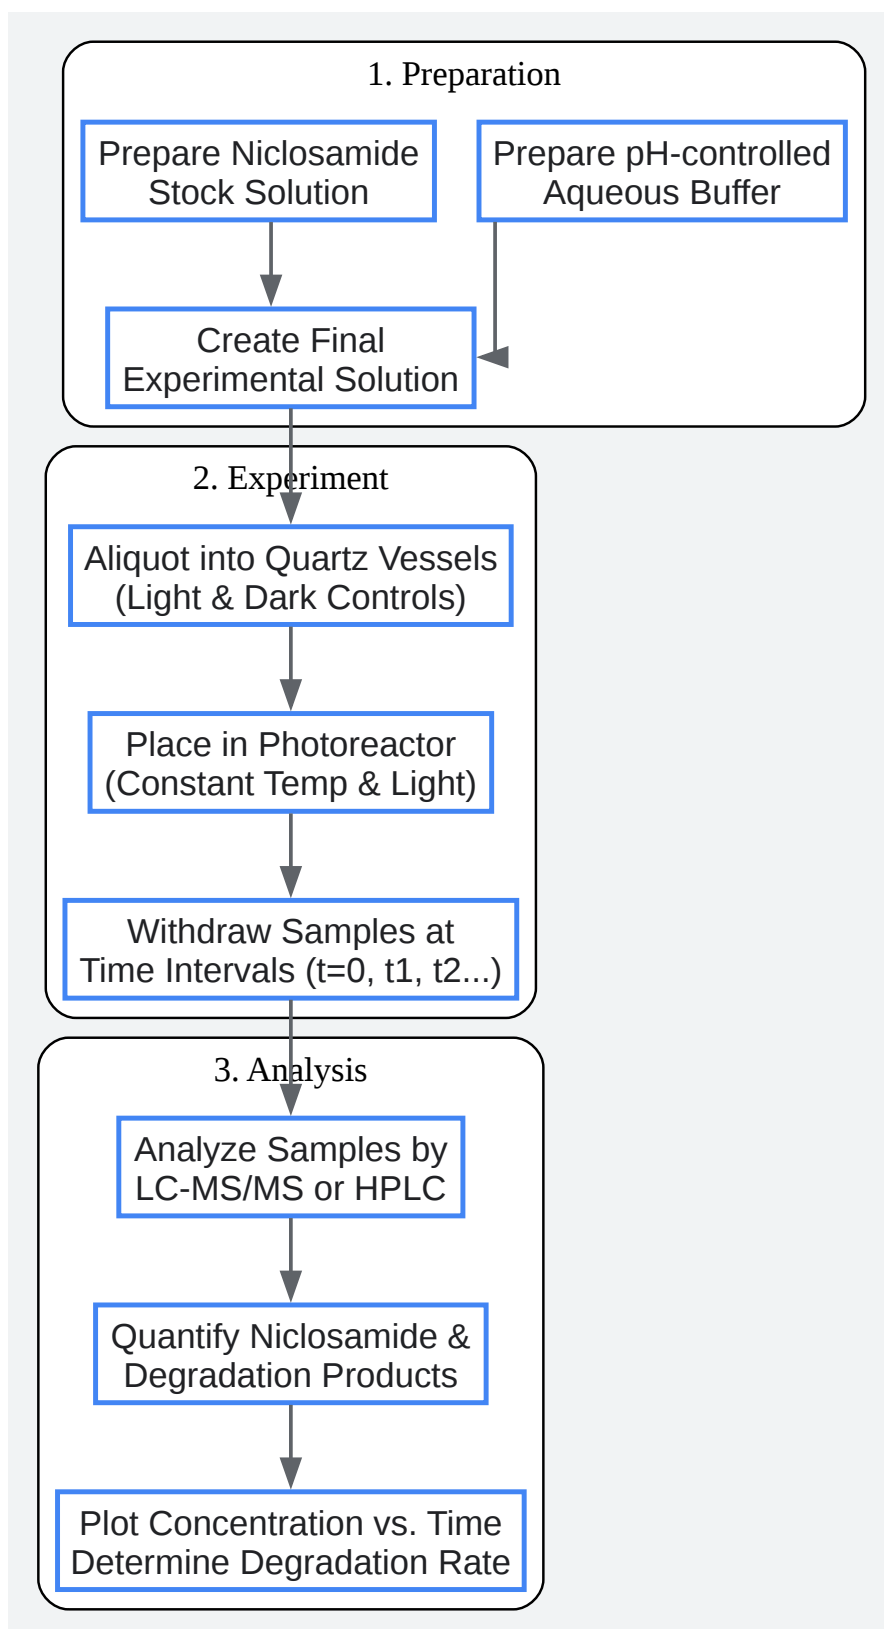 1. Preparation
Prepare Niclosamide
Stock Solution
Prepare pH-controlled
Aqueous Buffer
Create Final
Experimental Solution
2. Experiment
Aliquot into Quartz Vessels
(Light & Dark Controls)
Place in Photoreactor
(Constant Temp & Light)
Withdraw Samples at
Time Intervals (t=0, t1, t2...)
3. Analysis
Analyze Samples by
LC-MS/MS or HPLC
Quantify Niclosamide &
Degradation Products
Plot Concentration vs. Time
Determine Degradation Rate